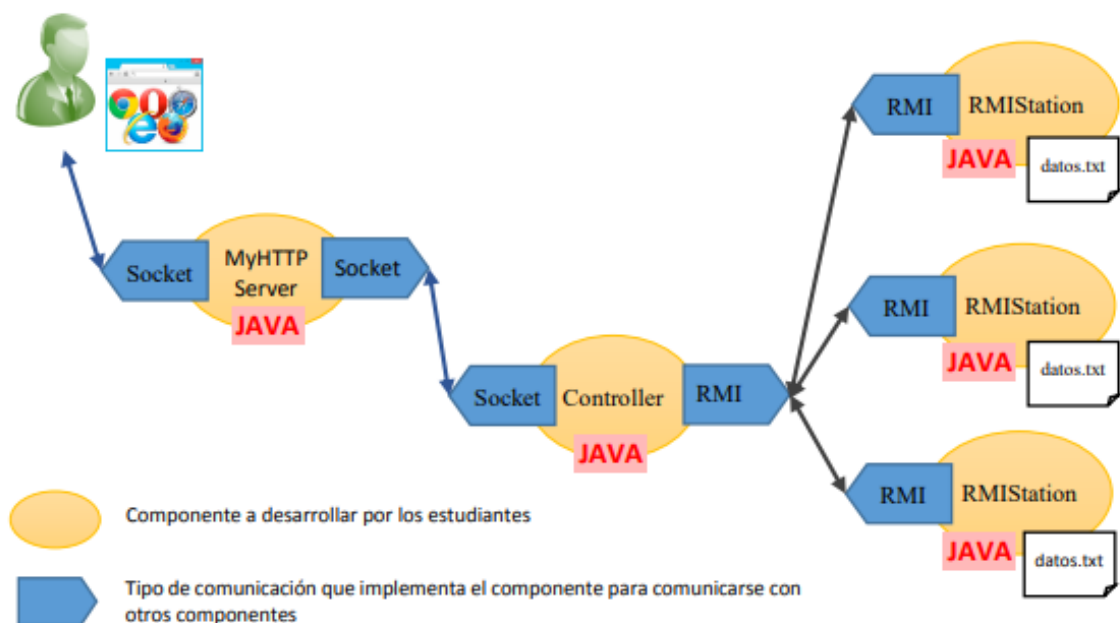 RMI
RMIStation
JAVA
datos.txt
Socket
MyHTTP
Server
Socket
JAVA
RMI
RMIStation
JAVA
datos.txt
Socket
Controller
RMI
JAVA
RMI
RMIStation
JAVA
datos.txt
Componente a desarrollar por los estudiantes
Tipo de comunicación que implementa el componente para comunicarse con
otros componentes